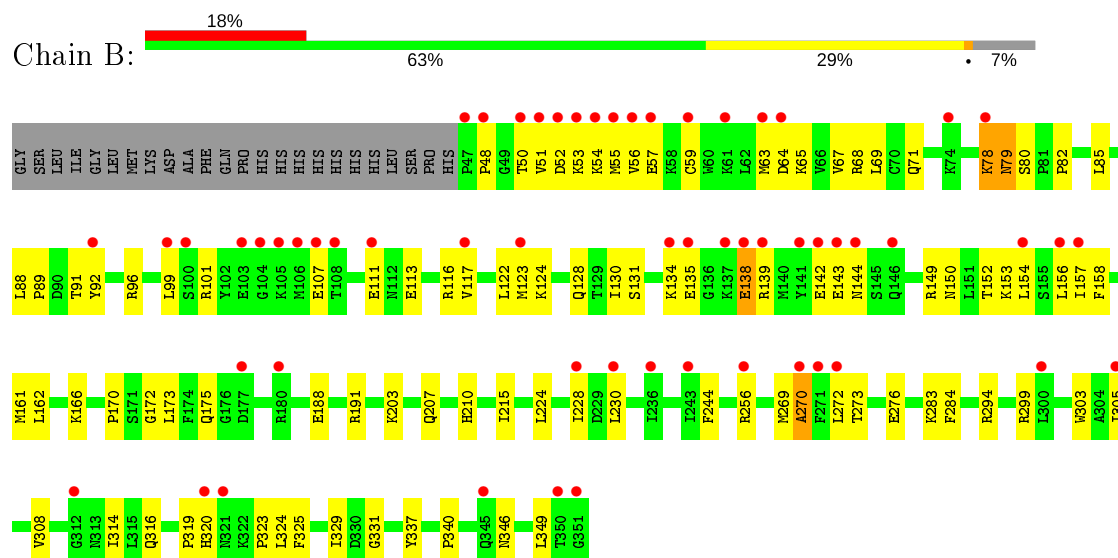 18%
Chain B:
63% 29% • 7%
GLY SER LEU ILE GLY LEU MET LYS ASP ALA PHE GLN PRO HIS HIS HIS HIS HIS HIS HIS LEU SER PRO HIS P47 P48 G49 T50 V51 D52 K53 K54 M55 V56 E57 K58 C59 W60 K61 L62 M63 D64 K65 V66 V67 R68 L69 C70 Q71 K74 K78 N79 S80 P81 P82 L85
L88 P89 D90 T91 Y92 R96 L99 S100 R101 Y102 E103 G104 K105 M106 E107 T108 E111 N112 E113 R116 V117 L122 M123 K124 Q128 T129 I130 S131 K134 E135 G136 K137 E138 R139 M140 Y141 E142 E143 N144 S145 Q146 R149 N150 L151 T152 K153 L154 S155 L156 I157 F158
M161 L162 K166 P170 S171 G172 L173 F174 Q175 G176 D177 R180 E188 R191 K203 Q207 H210 I215 L224 I228 D229 L230 I236 I243 F244 R256 M269 A270 F271 L272 T273 E276 K283 F284 R294 R299 L300 W303 A304 I305
V308 G312 N313 I314 L315 Q316 P319 H320 N321 K322 P323 L324 F325 I329 D330 G331 Y337 P340 Q345 N346 L349 T350 G351